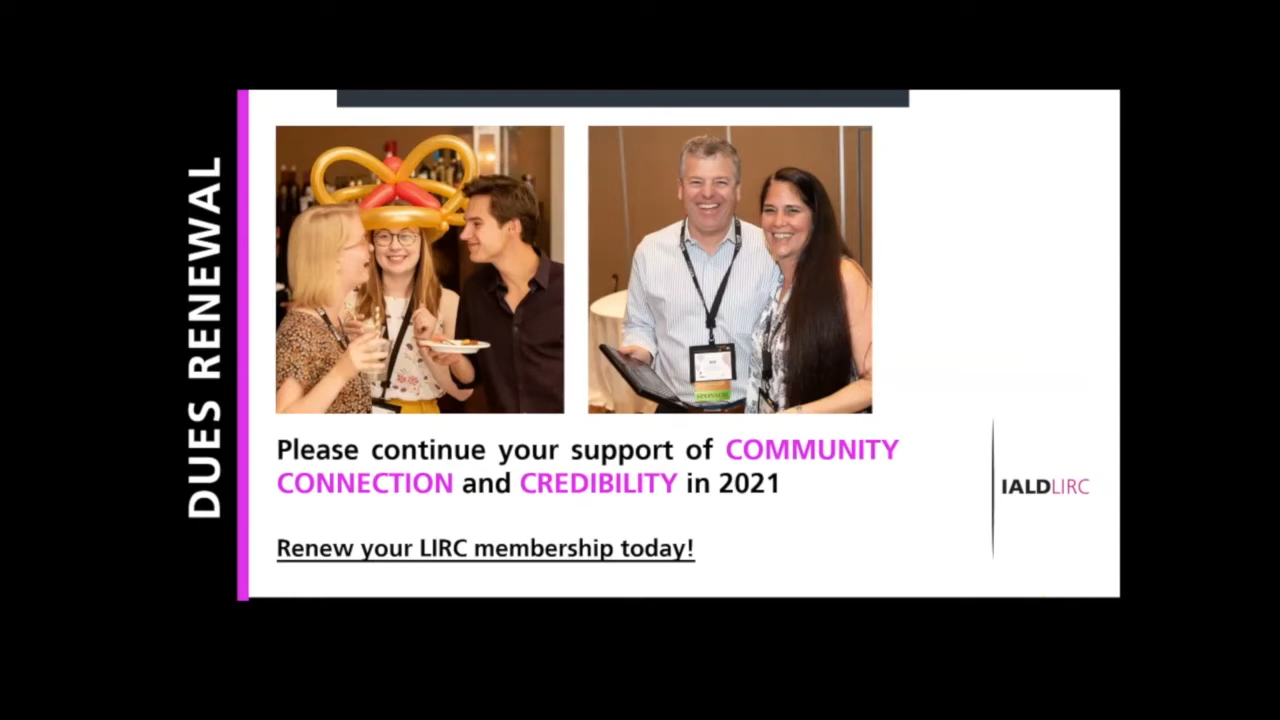 DUES RENEWAL
SPONSOR
Please continue your support of COMMUNITY
CONNECTION and CREDIBILITY in 2021
IALDLIRC
Renew your LIRC membership today!